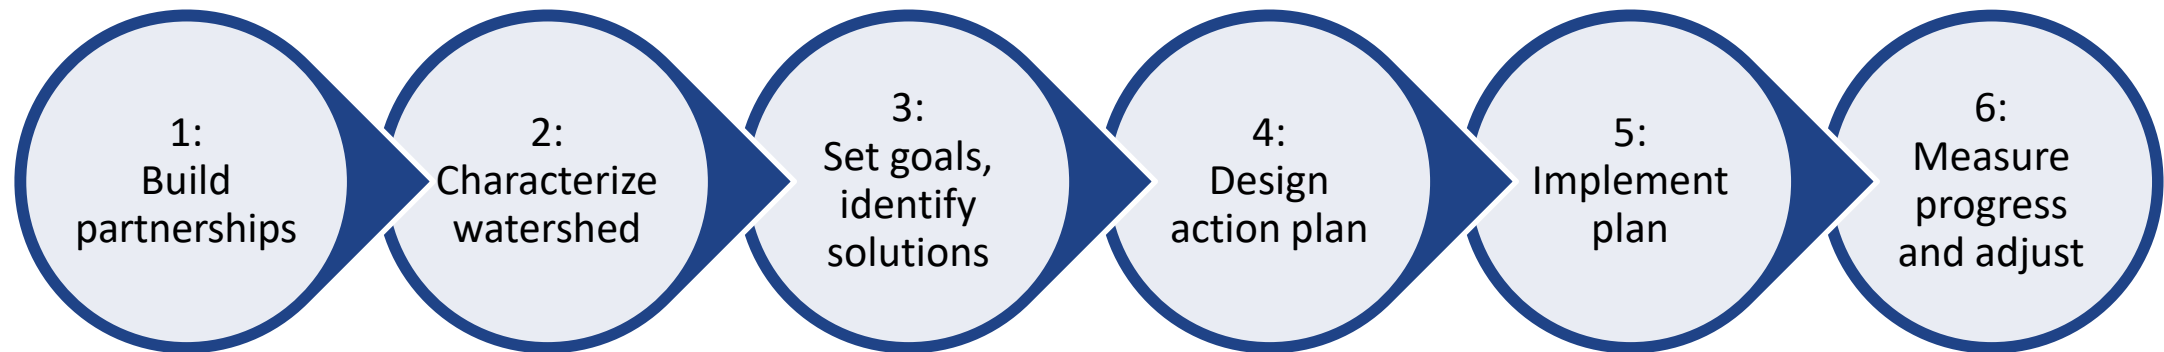 1:
Build
partnerships
2:
Characterize
watershed
3:
Set goals,
identify
solutions
4:
Design
action plan
5:
Implement
plan
6:
Measure
progress
and adjust